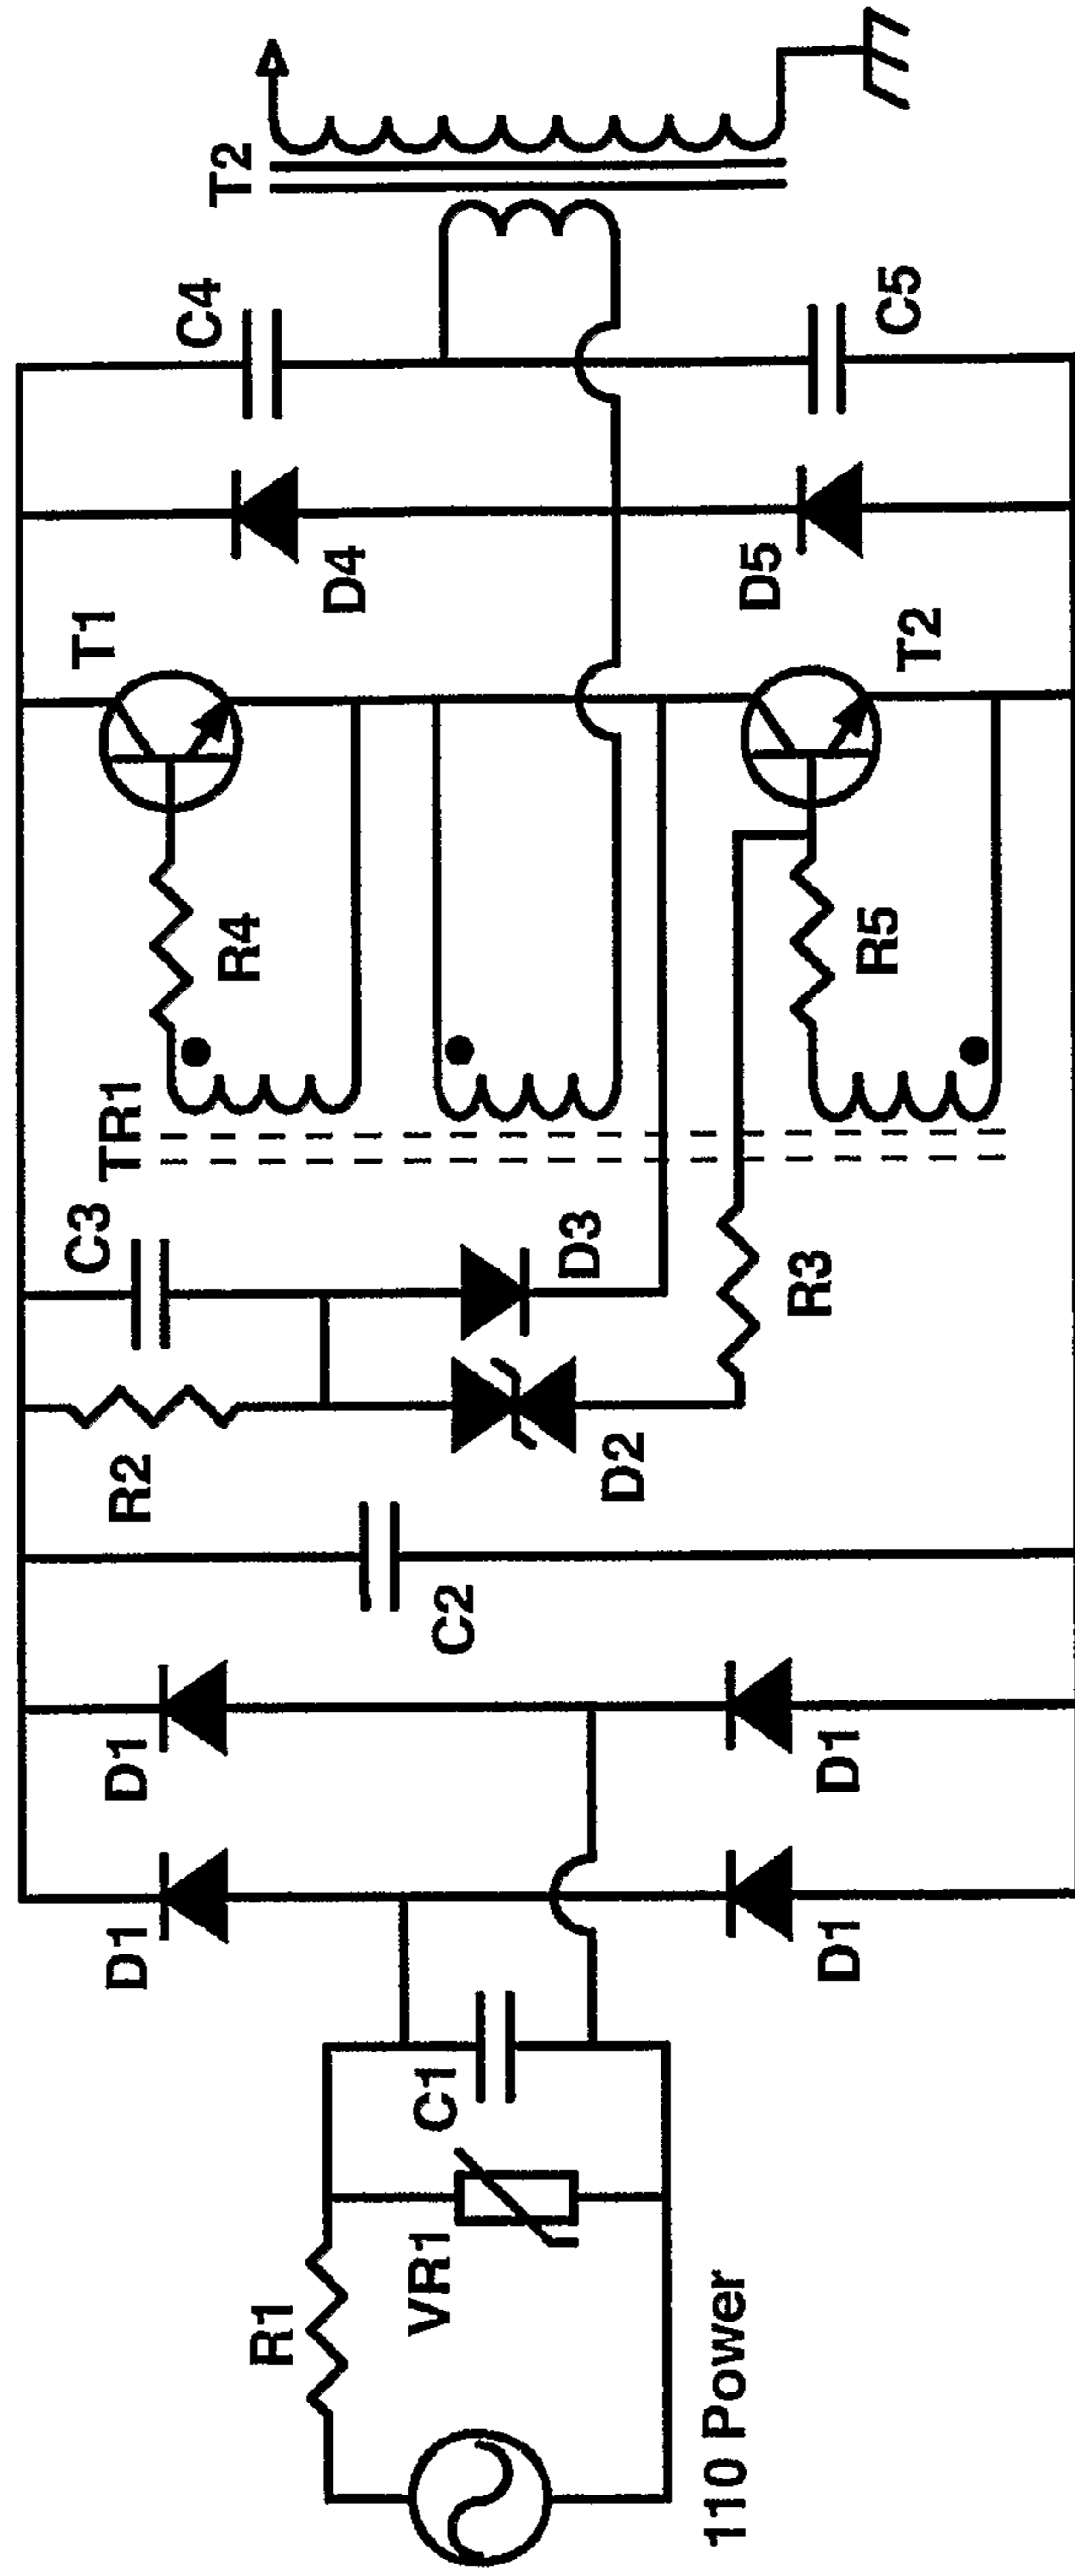 110 Power
R1
VR1
C1
D1
D1
D1
D1
C2
R2
C3
D2
D3
R3
TR1
R4
R5
T1
T2
D4
D5
C4
C5
T2